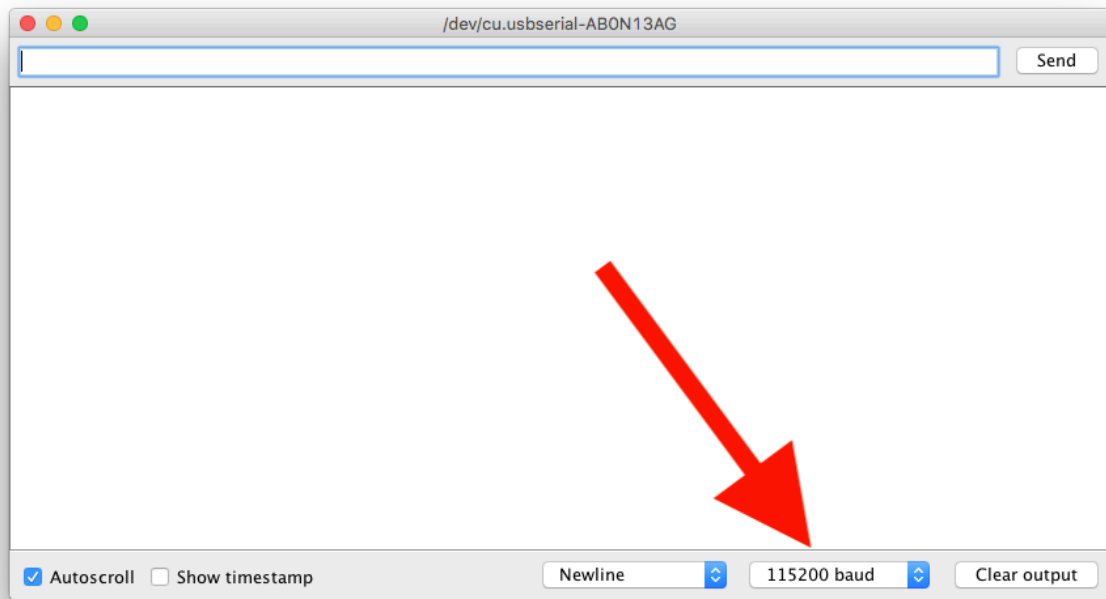 /dev/cu.usbserial-AB0N13AG
Send
Autoscroll Show timestamp Newline 115200 baud Clear output